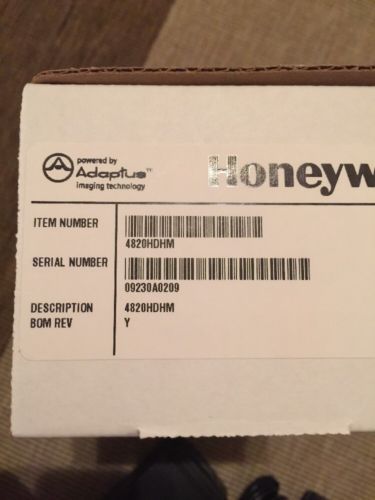 powered by
Adaptus™
imaging technology
Honeyw
ITEM NUMBER
4820HDHM
SERIAL NUMBER
09230A0209
DESCRIPTION 4820HDHM
BOM REV Y